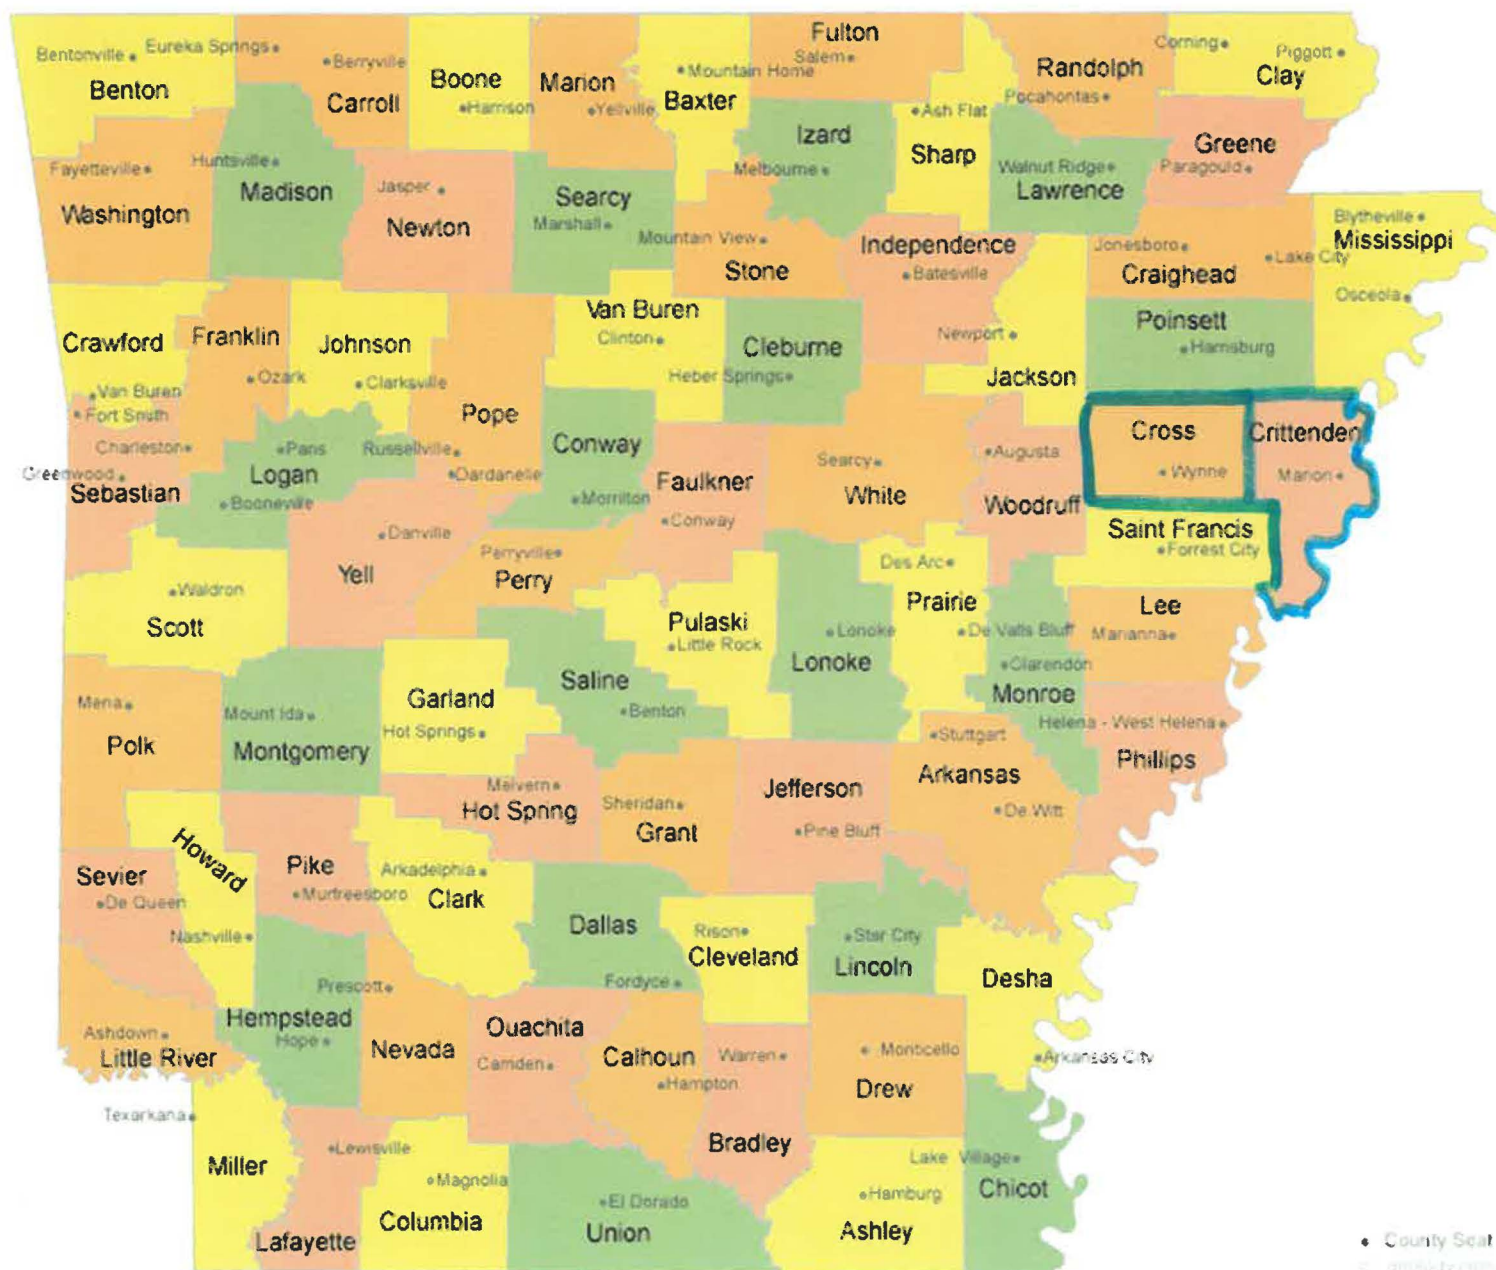 Fulton
Salem
Bentonville
Eureka Springs
Berryville
Boone
Harrison
Marion
Yellville
Mountain Home
Baxter
Randolph
Pocahontas
Corning
Piggott
Clay
Benton
Carroll
Izard
Melbourne
Ash Flat
Sharp
Walnut Ridge
Lawrence
Greene
Paragould
Fayetteville
Washington
Huntsville
Madison
Jasper
Newton
Searcy
Marshall
Mountain View
Stone
Independence
Batesville
Jonesboro
Craighead
Lake City
Blytheville
Mississippi
Osceola
Crawford
Van Buren
Fort Smith
Franklin
Ozark
Johnson
Clarksville
Pope
Russellville
Dardanelle
Van Buren
Clinton
Cleburne
Heber Springs
Newport
Jackson
Poinsett
Harrisburg
Charleston
Greenwood
Sebastian
Paris
Logan
Booneville
Conway
Morrilton
Faulkner
Conway
Searcy
White
Augusta
Woodruff
Cross
Wynne
Crittenden
Marion
Saint Francis
Forrest City
Waldron
Scott
Danville
Yell
Perryville
Perry
Pulaski
Little Rock
Lonoke
Lonoke
Des Arc
Prairie
De Valls Bluff
Clarendon
Monroe
Lee
Marianna
Mena
Polk
Mount Ida
Montgomery
Garland
Hot Springs
Saline
Benton
Stuttgart
Arkansas
De Witt
Helena - West Helena
Phillips
Malvern
Hot Spring
Sheridan
Grant
Jefferson
Pine Bluff
Howard
Nashville
Sevier
De Queen
Pike
Murfreesboro
Arkadelphia
Clark
Dallas
Fordyce
Rison
Cleveland
Star City
Lincoln
Desha
Arkansas City
Ashdown
Little River
Hempstead
Hope
Prescott
Nevada
Ouachita
Camden
Calhoun
Hampton
Warren
Bradley
Monticello
Drew
Texarkana
Miller
Lewisville
Lafayette
Magnolia
Columbia
El Dorado
Union
Hamburg
Ashley
Lake Village
Chicot
County Seat